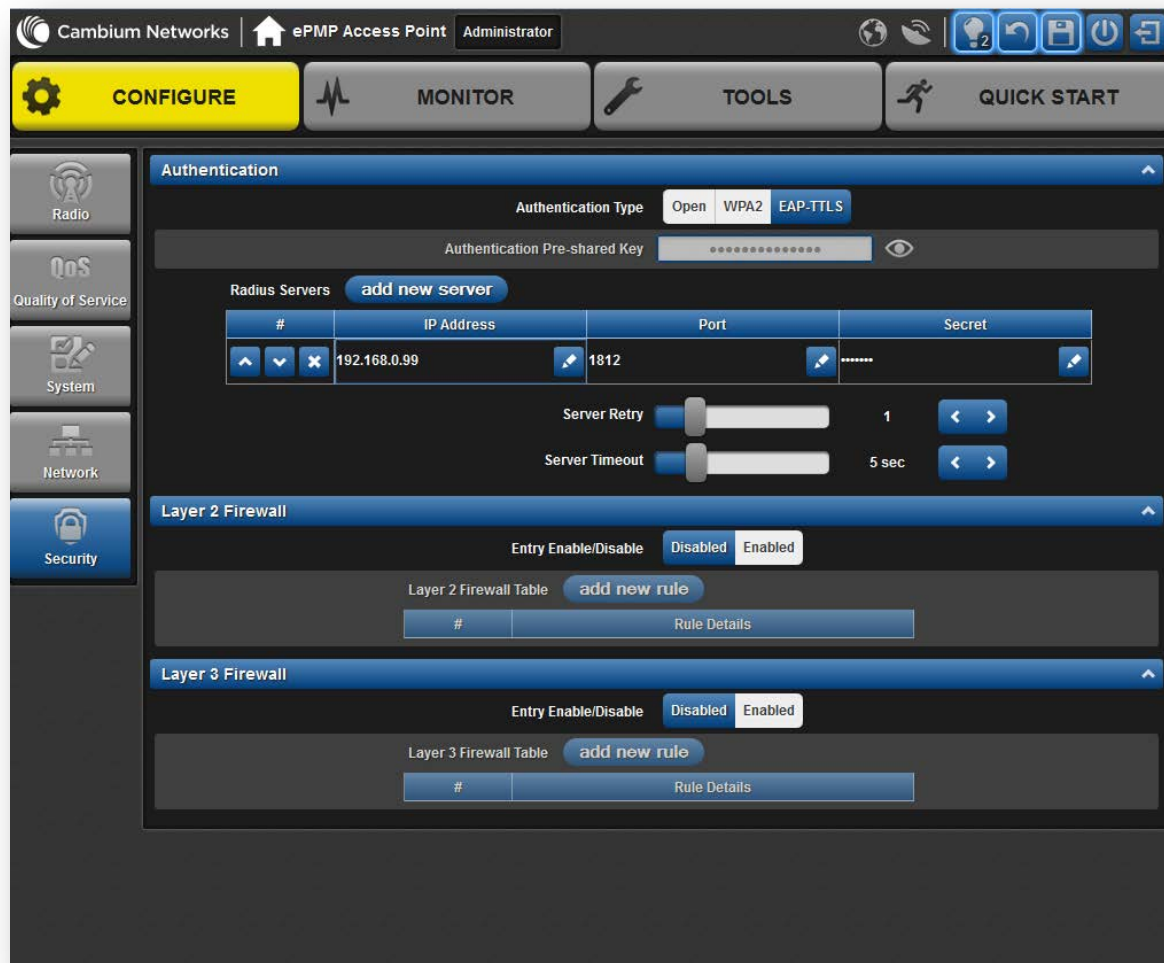 Cambium Networks ePMP Access Point Administrator
2
CONFIGURE MONITOR TOOLS QUICK START
Radio
QoS
Quality of Service
System
Network
Security
Authentication
Authentication Type Open WPA2 EAP-TTLS
Authentication Pre-shared Key ••••••••••••••
Radius Servers add new server
# IP Address Port Secret
192.168.0.99 1812 •••••••
Server Retry 1
Server Timeout 5 sec
Layer 2 Firewall
Entry Enable/Disable Disabled Enabled
Layer 2 Firewall Table add new rule
# Rule Details
Layer 3 Firewall
Entry Enable/Disable Disabled Enabled
Layer 3 Firewall Table add new rule
# Rule Details